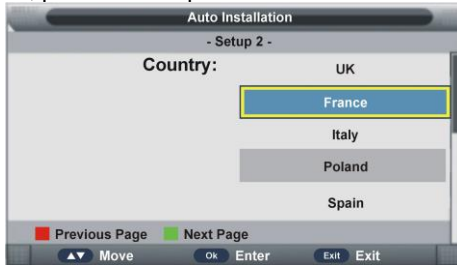 Auto Installation
- Setup 2 -
Country:
UK
France
Italy
Poland
Spain
Previous Page Next Page
▲▼ Move Ok Enter Exit Exit